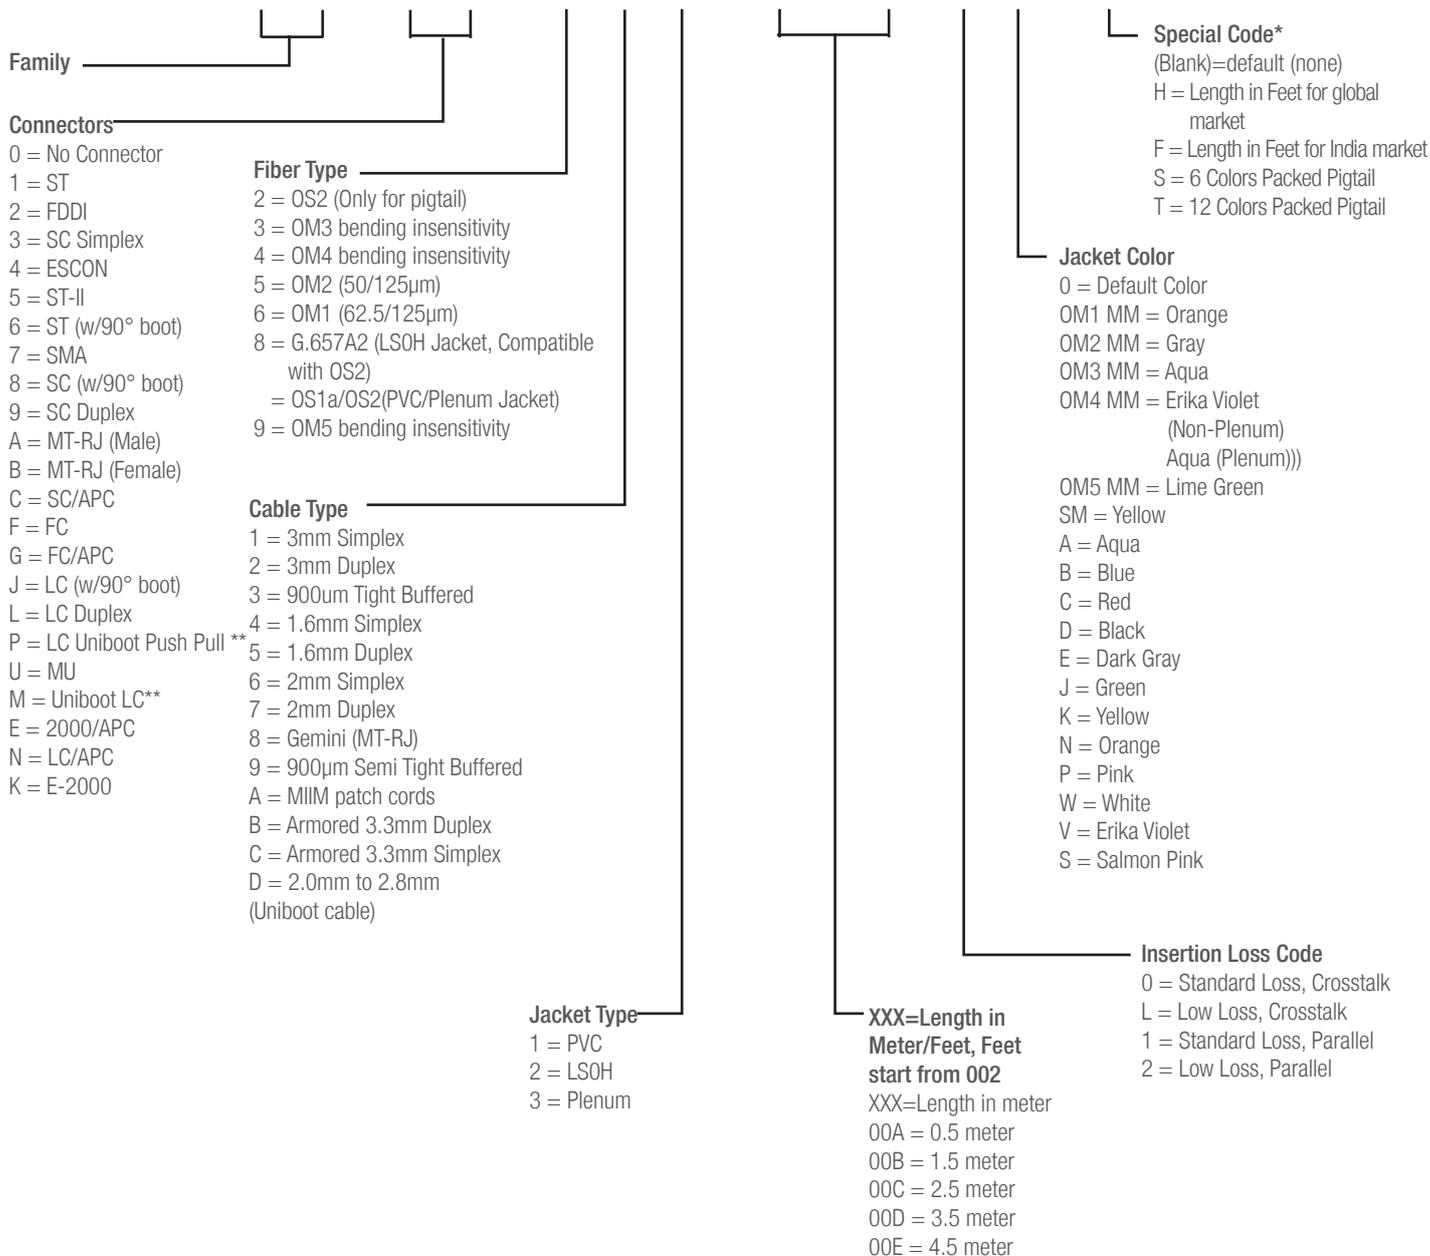 Family
Connectors
0 = No Connector
1 = ST
2 = FDDI
3 = SC Simplex
4 = ESCON
5 = ST-II
6 = ST (w/90° boot)
7 = SMA
8 = SC (w/90° boot)
9 = SC Duplex
A = MT-RJ (Male)
B = MT-RJ (Female)
C = SC/APC
F = FC
G = FC/APC
J = LC (w/90° boot)
L = LC Duplex
P = LC Uniboot Push Pull **
U = MU
M = Uniboot LC**
E = 2000/APC
N = LC/APC
K = E-2000
Fiber Type
2 = OS2 (Only for pigtail)
3 = OM3 bending insensitivity
4 = OM4 bending insensitivity
5 = OM2 (50/125µm)
6 = OM1 (62.5/125µm)
8 = G.657A2 (LS0H Jacket, Compatible
with OS2)
= OS1a/OS2(PVC/Plenum Jacket)
9 = OM5 bending insensitivity
Cable Type
1 = 3mm Simplex
2 = 3mm Duplex
3 = 900um Tight Buffered
4 = 1.6mm Simplex
5 = 1.6mm Duplex
6 = 2mm Simplex
7 = 2mm Duplex
8 = Gemini (MT-RJ)
9 = 900µm Semi Tight Buffered
A = MIIM patch cords
B = Armored 3.3mm Duplex
C = Armored 3.3mm Simplex
D = 2.0mm to 2.8mm
(Uniboot cable)
Jacket Type
1 = PVC
2 = LS0H
3 = Plenum
XXX=Length in
Meter/Feet, Feet
start from 002
XXX=Length in meter
00A = 0.5 meter
00B = 1.5 meter
00C = 2.5 meter
00D = 3.5 meter
00E = 4.5 meter
Insertion Loss Code
0 = Standard Loss, Crosstalk
L = Low Loss, Crosstalk
1 = Standard Loss, Parallel
2 = Low Loss, Parallel
Jacket Color
0 = Default Color
OM1 MM = Orange
OM2 MM = Gray
OM3 MM = Aqua
OM4 MM = Erika Violet
(Non-Plenum)
Aqua (Plenum)))
OM5 MM = Lime Green
SM = Yellow
A = Aqua
B = Blue
C = Red
D = Black
E = Dark Gray
J = Green
K = Yellow
N = Orange
P = Pink
W = White
V = Erika Violet
S = Salmon Pink
Special Code*
(Blank)=default (none)
H = Length in Feet for global
market
F = Length in Feet for India market
S = 6 Colors Packed Pigtail
T = 12 Colors Packed Pigtail